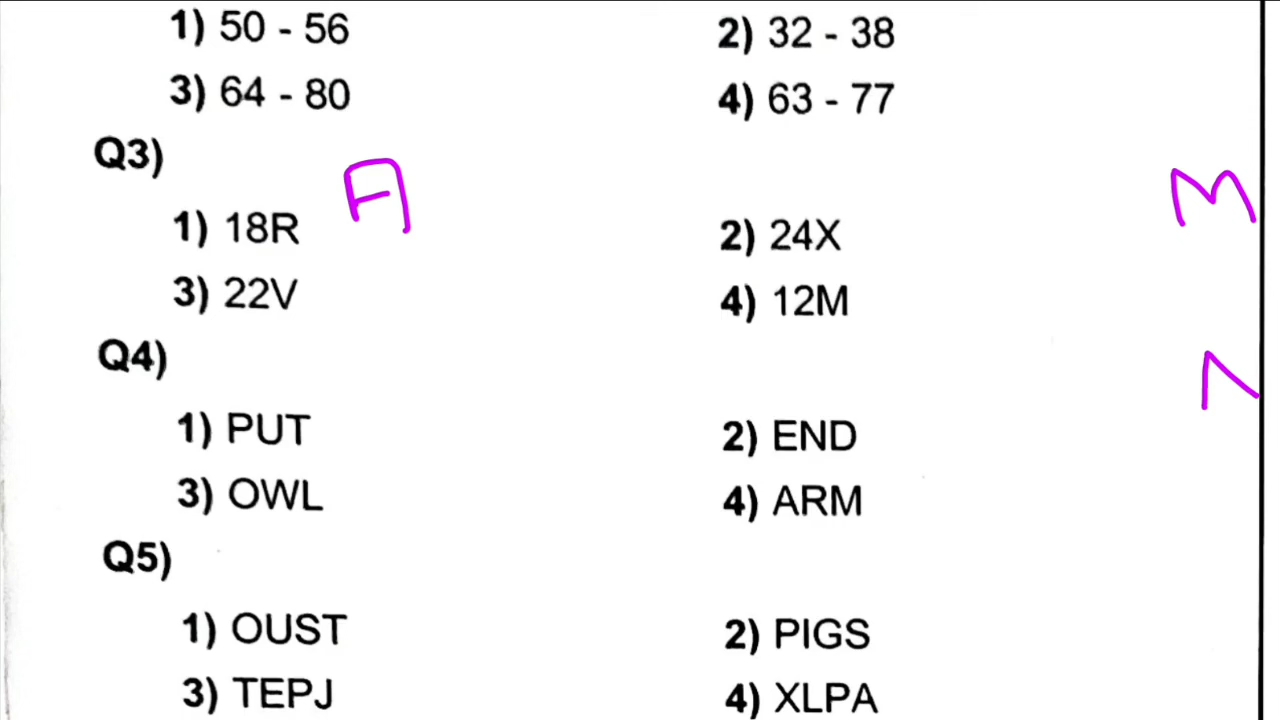 1) 50 - 56 2) 32 - 38
3) 64 - 80 4) 63 - 77
Q3)
A M
1) 18R 2) 24X
3) 22V 4) 12M
Q4)
1) PUT 2) END
3) OWL 4) ARM
Q5)
1) OUST 2) PIGS
3) TEPJ 4) XLPA